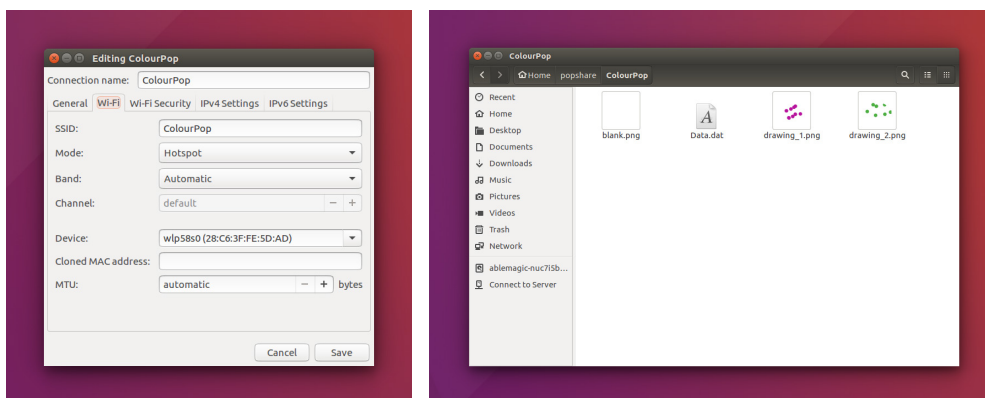 Editing ColourPop
Connection name: ColourPop
General Wi-Fi Wi-Fi Security IPv4 Settings IPv6 Settings
SSID: ColourPop
Mode: Hotspot
Band: Automatic
Channel: default − +
Device: wlp58s0 (28:C6:3F:FE:5D:AD)
Cloned MAC address:
MTU: automatic − + bytes
Cancel Save
ColourPop
Home popshare ColourPop
Recent
Home
Desktop
Documents
Downloads
Music
Pictures
Videos
Trash
Network
ablemagic-nuc7i5b...
Connect to Server
A
blank.png Data.dat drawing_1.png drawing_2.png